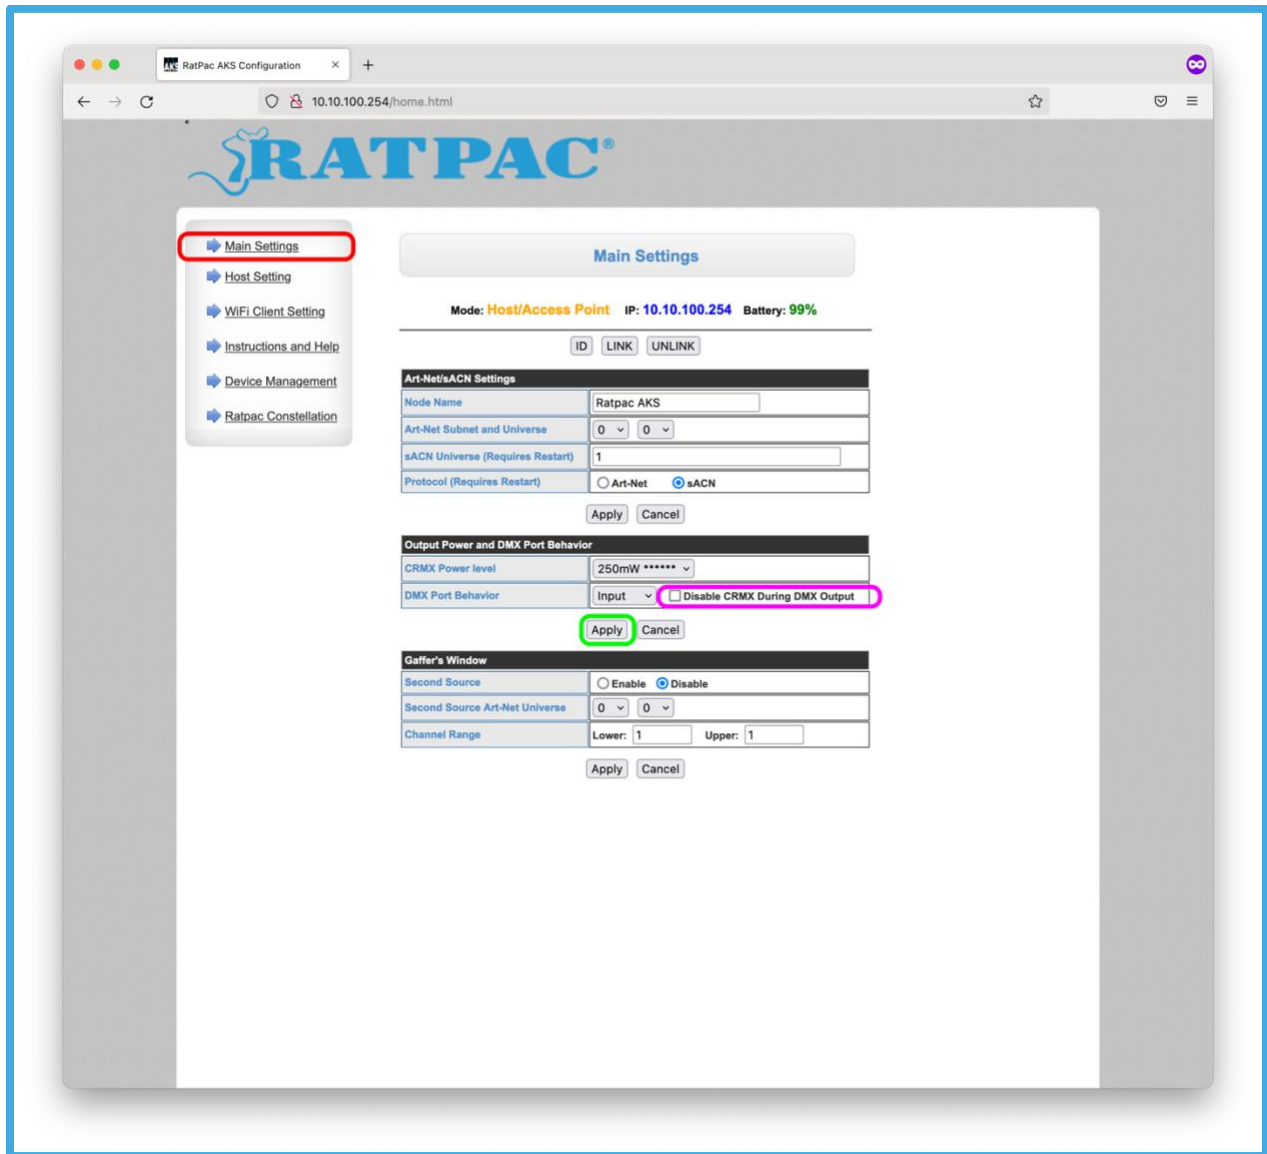 AKS RatPac AKS Configuration × +
10.10.100.254/home.html
RATPAC®
Main Settings
Host Setting
WiFi Client Setting
Instructions and Help
Device Management
Ratpac Constellation
Main Settings
Mode: Host/Access Point IP: 10.10.100.254 Battery: 99%
ID LINK UNLINK
Art-Net/sACN Settings
Node Name Ratpac AKS
Art-Net Subnet and Universe 0 0
sACN Universe (Requires Restart) 1
Protocol (Requires Restart) Art-Net sACN
Apply Cancel
Output Power and DMX Port Behavior
CRMX Power level 250mW ******
DMX Port Behavior Input Disable CRMX During DMX Output
Apply Cancel
Gaffer's Window
Second Source Enable Disable
Second Source Art-Net Universe 0 0
Channel Range Lower: 1 Upper: 1
Apply Cancel